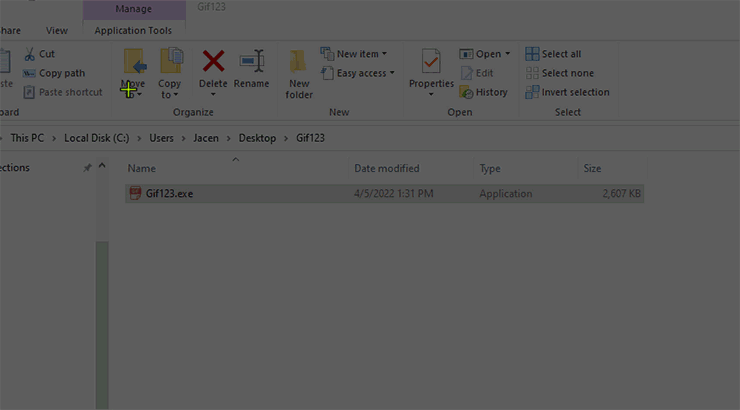 Manage
Gif123
Share
View
Application Tools
Cut
Copy path
Paste shortcut
Move
to
Copy
to
Delete
Rename
New
folder
New item
Easy access
Properties
Open
Edit
History
Select all
Select none
Invert selection
Organize
New
Open
Select
This PC > Local Disk (C:) > Users > Jacen > Desktop > Gif123
Name
Date modified
Type
Size
Gif123.exe
4/5/2022 1:31 PM
Application
2,607 KB